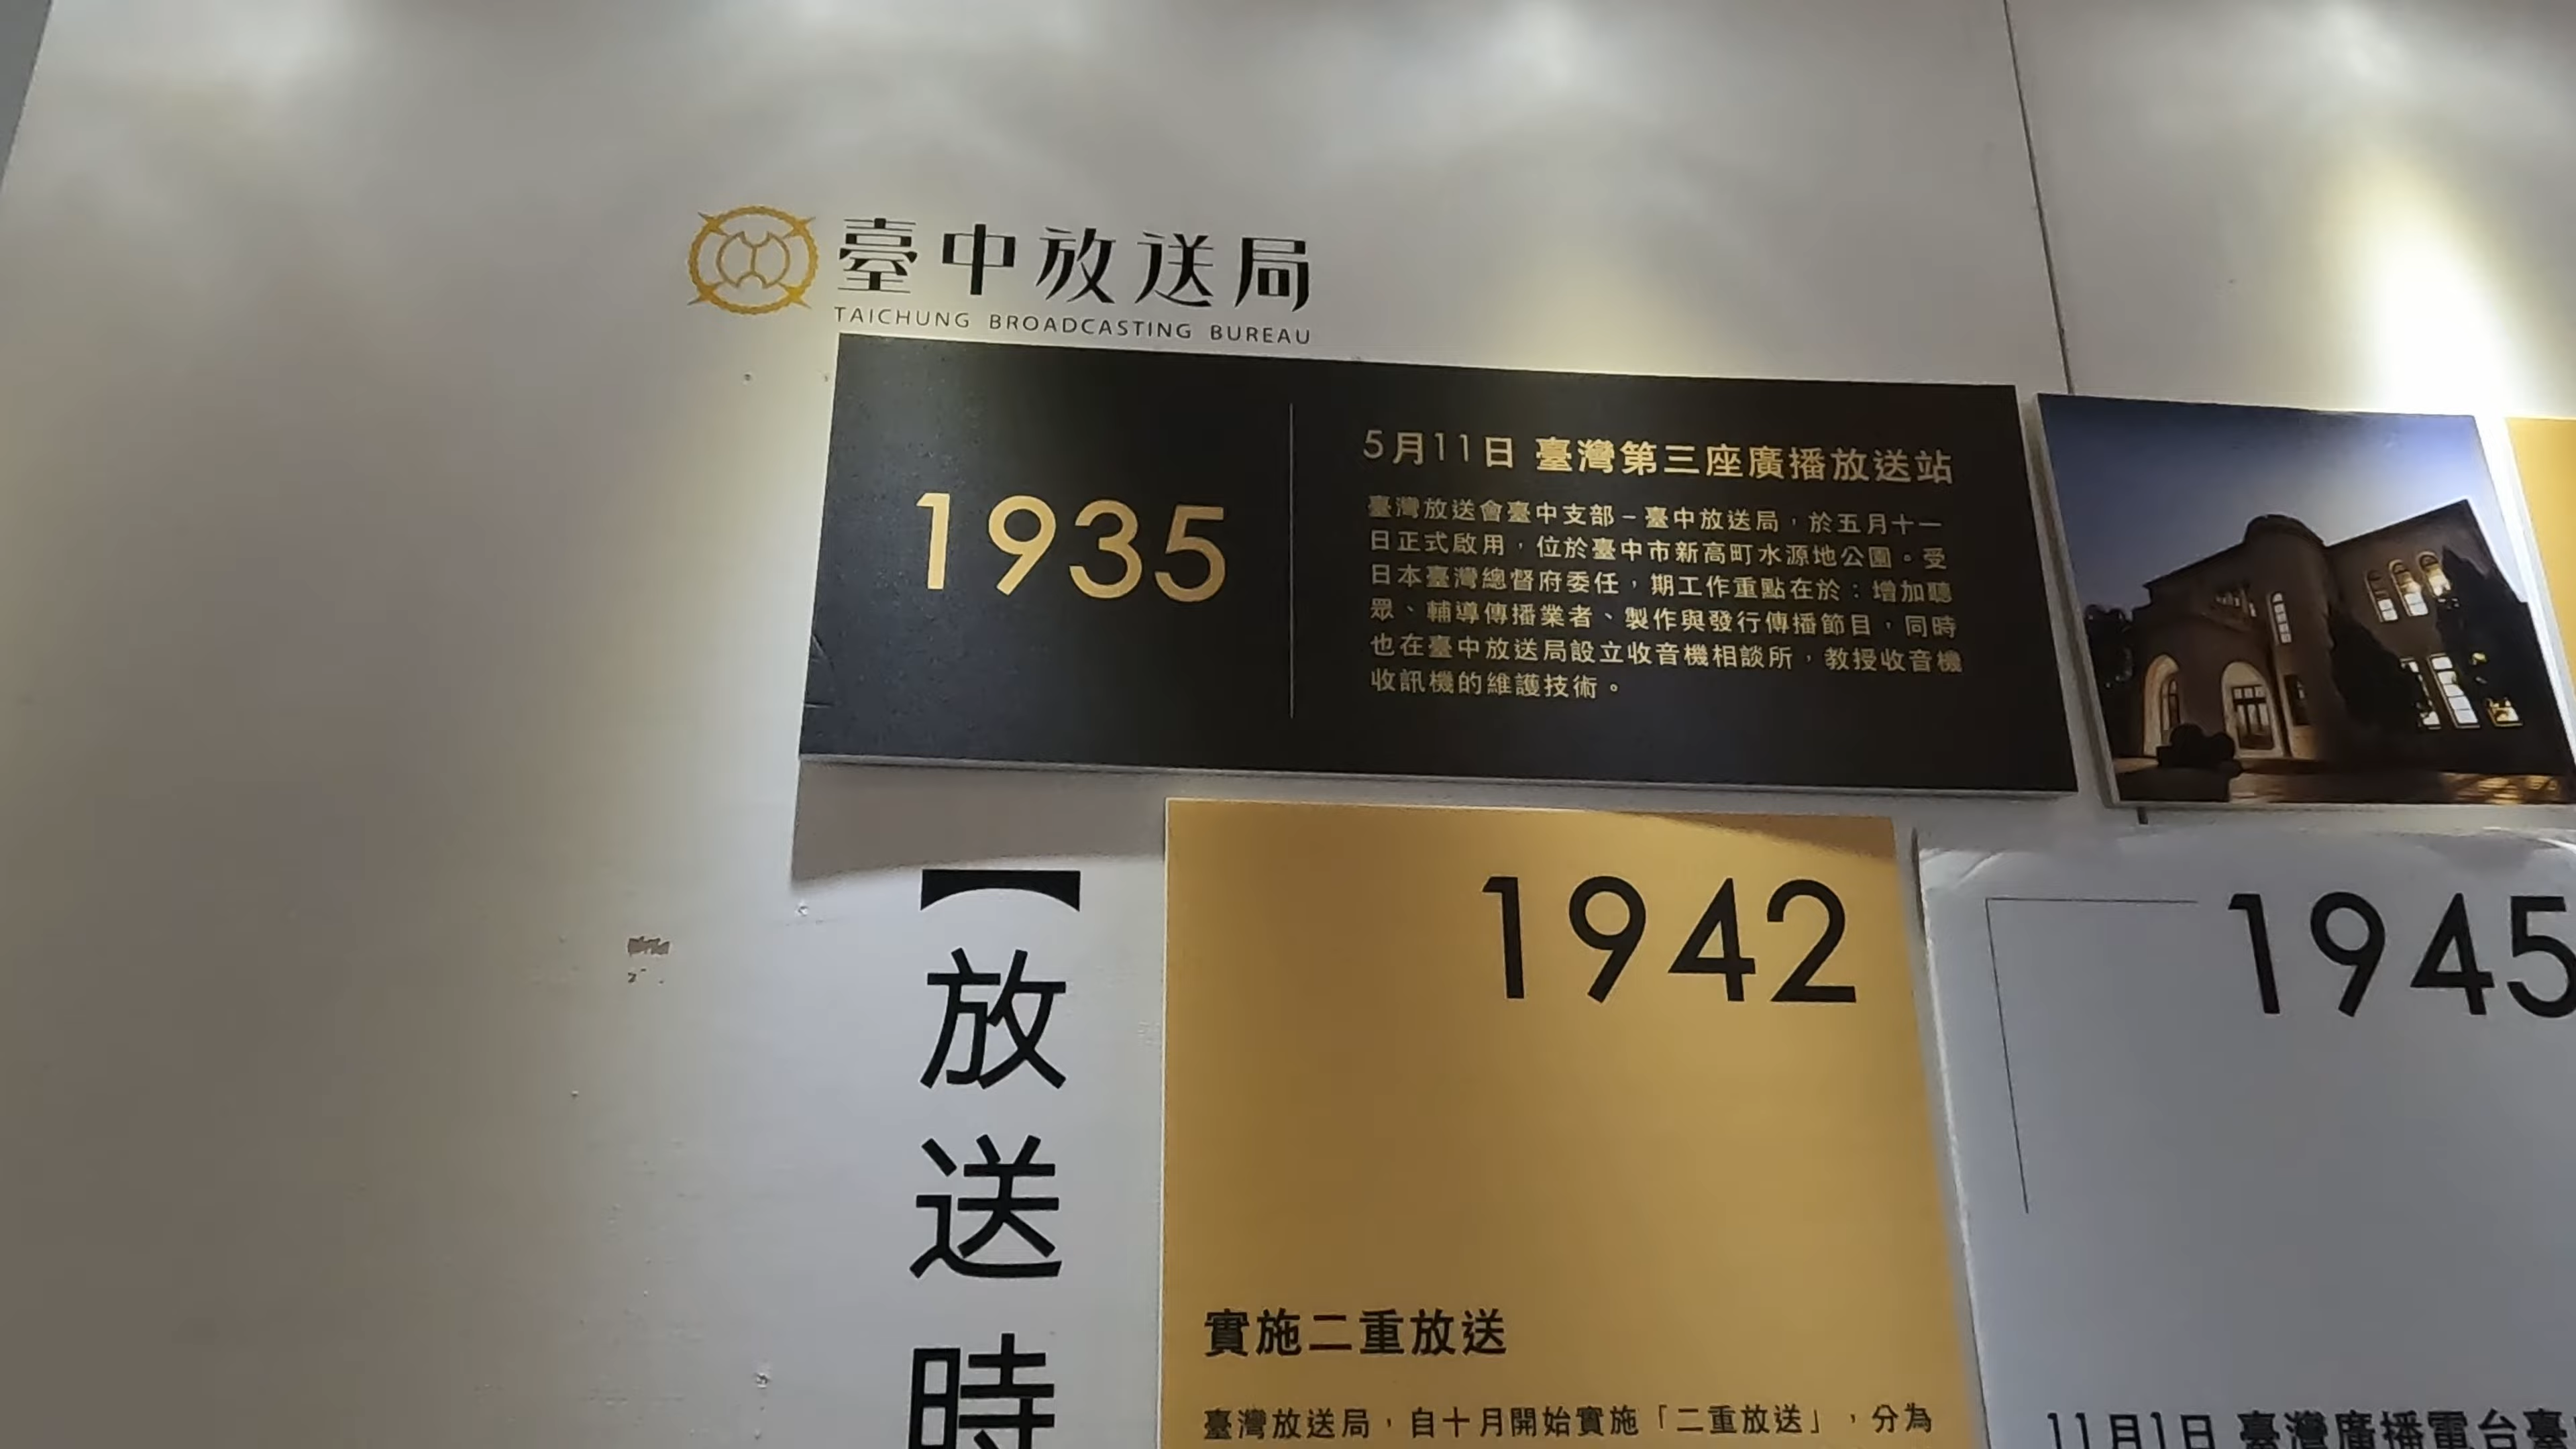 臺中放送局
TAICHUNG BROADCASTING BUREAU
1935
5月11日 臺灣第三座廣播放送站
臺灣放送會臺中支部－臺中放送局，於五月十一
日正式啟用，位於臺中市新高町水源地公園。受
日本臺灣總督府委任，期工作重點在於：增加聽
眾、輔導傳播業者、製作與發行傳播節目，同時
也在臺中放送局設立收音機相談所，教授收音機
收訊機的維護技術。
【放送時
1942
實施二重放送
臺灣放送局，自十月開始實施「二重放送」，分為
1945
11月1日 臺灣廣播電台臺